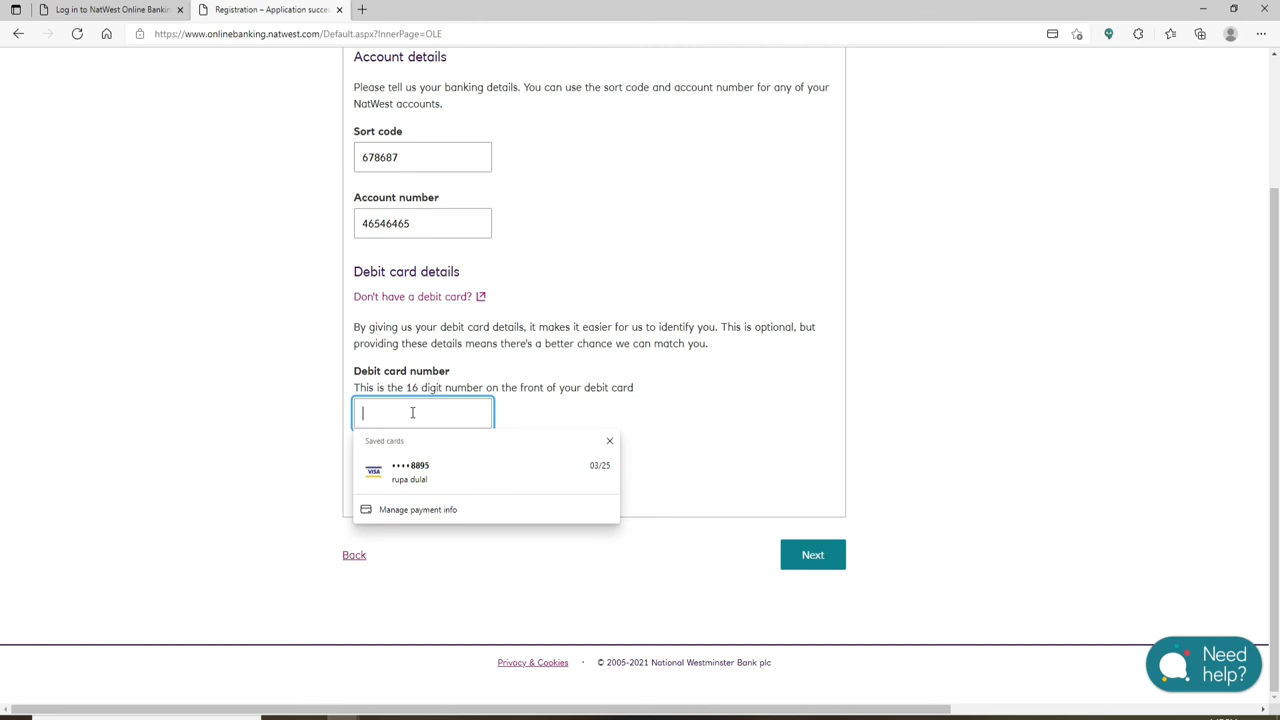 Log in to NatWest Online Bankin
Registration – Application succe
https://www.onlinebanking.natwest.com/Default.aspx?InnerPage=OLE
Account details
Please tell us your banking details. You can use the sort code and account number for any of your
NatWest accounts.
Sort code
678687
Account number
46546465
Debit card details
Don't have a debit card?
By giving us your debit card details, it makes it easier for us to identify you. This is optional, but
providing these details means there's a better chance we can match you.
Debit card number
This is the 16 digit number on the front of your debit card
Saved cards
VISA ••••8895 03/25
rupa dulal
Manage payment info
Back Next
Privacy & Cookies · © 2005-2021 National Westminster Bank plc
Need
help?